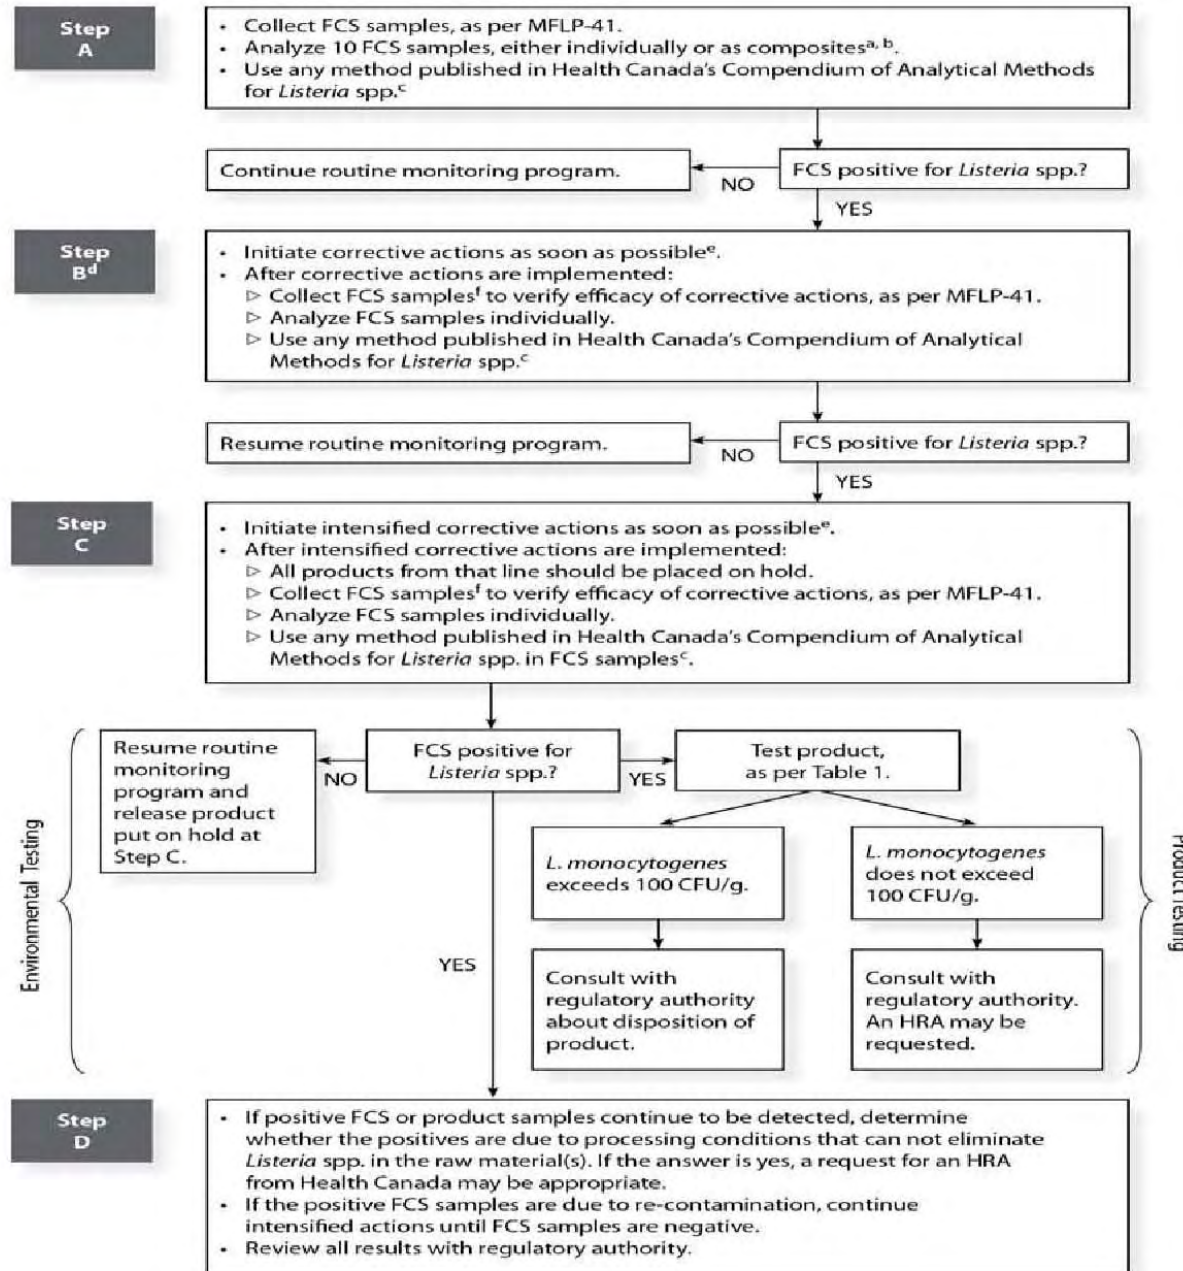 Step
A
• Collect FCS samples, as per MFLP-41.
• Analyze 10 FCS samples, either individually or as compositesᵃ, ᵇ.
• Use any method published in Health Canada's Compendium of Analytical Methods
for Listeria spp.ᶜ
FCS positive for Listeria spp.?
NO
Continue routine monitoring program.
YES
Step
Bᵈ
• Initiate corrective actions as soon as possibleᵉ.
• After corrective actions are implemented:
▷ Collect FCS samplesᶠ to verify efficacy of corrective actions, as per MFLP-41.
▷ Analyze FCS samples individually.
▷ Use any method published in Health Canada's Compendium of Analytical
Methods for Listeria spp.ᶜ
FCS positive for Listeria spp.?
NO
Resume routine monitoring program.
YES
Step
C
• Initiate intensified corrective actions as soon as possibleᵉ.
• After intensified corrective actions are implemented:
▷ All products from that line should be placed on hold.
▷ Collect FCS samplesᶠ to verify efficacy of corrective actions, as per MFLP-41.
▷ Analyze FCS samples individually.
▷ Use any method published in Health Canada's Compendium of Analytical
Methods for Listeria spp. in FCS samplesᶜ.
Environmental Testing
Resume routine
monitoring
program and
release product
put on hold at
Step C.
NO
FCS positive for
Listeria spp.?
YES
Test product,
as per Table 1.
L. monocytogenes
exceeds 100 CFU/g.
L. monocytogenes
does not exceed
100 CFU/g.
Consult with
regulatory authority
about disposition of
product.
Consult with
regulatory authority.
An HRA may be
requested.
Product Testing
YES
Step
D
• If positive FCS or product samples continue to be detected, determine
whether the positives are due to processing conditions that can not eliminate
Listeria spp. in the raw material(s). If the answer is yes, a request for an HRA
from Health Canada may be appropriate.
• If the positive FCS samples are due to re-contamination, continue
intensified actions until FCS samples are negative.
• Review all results with regulatory authority.